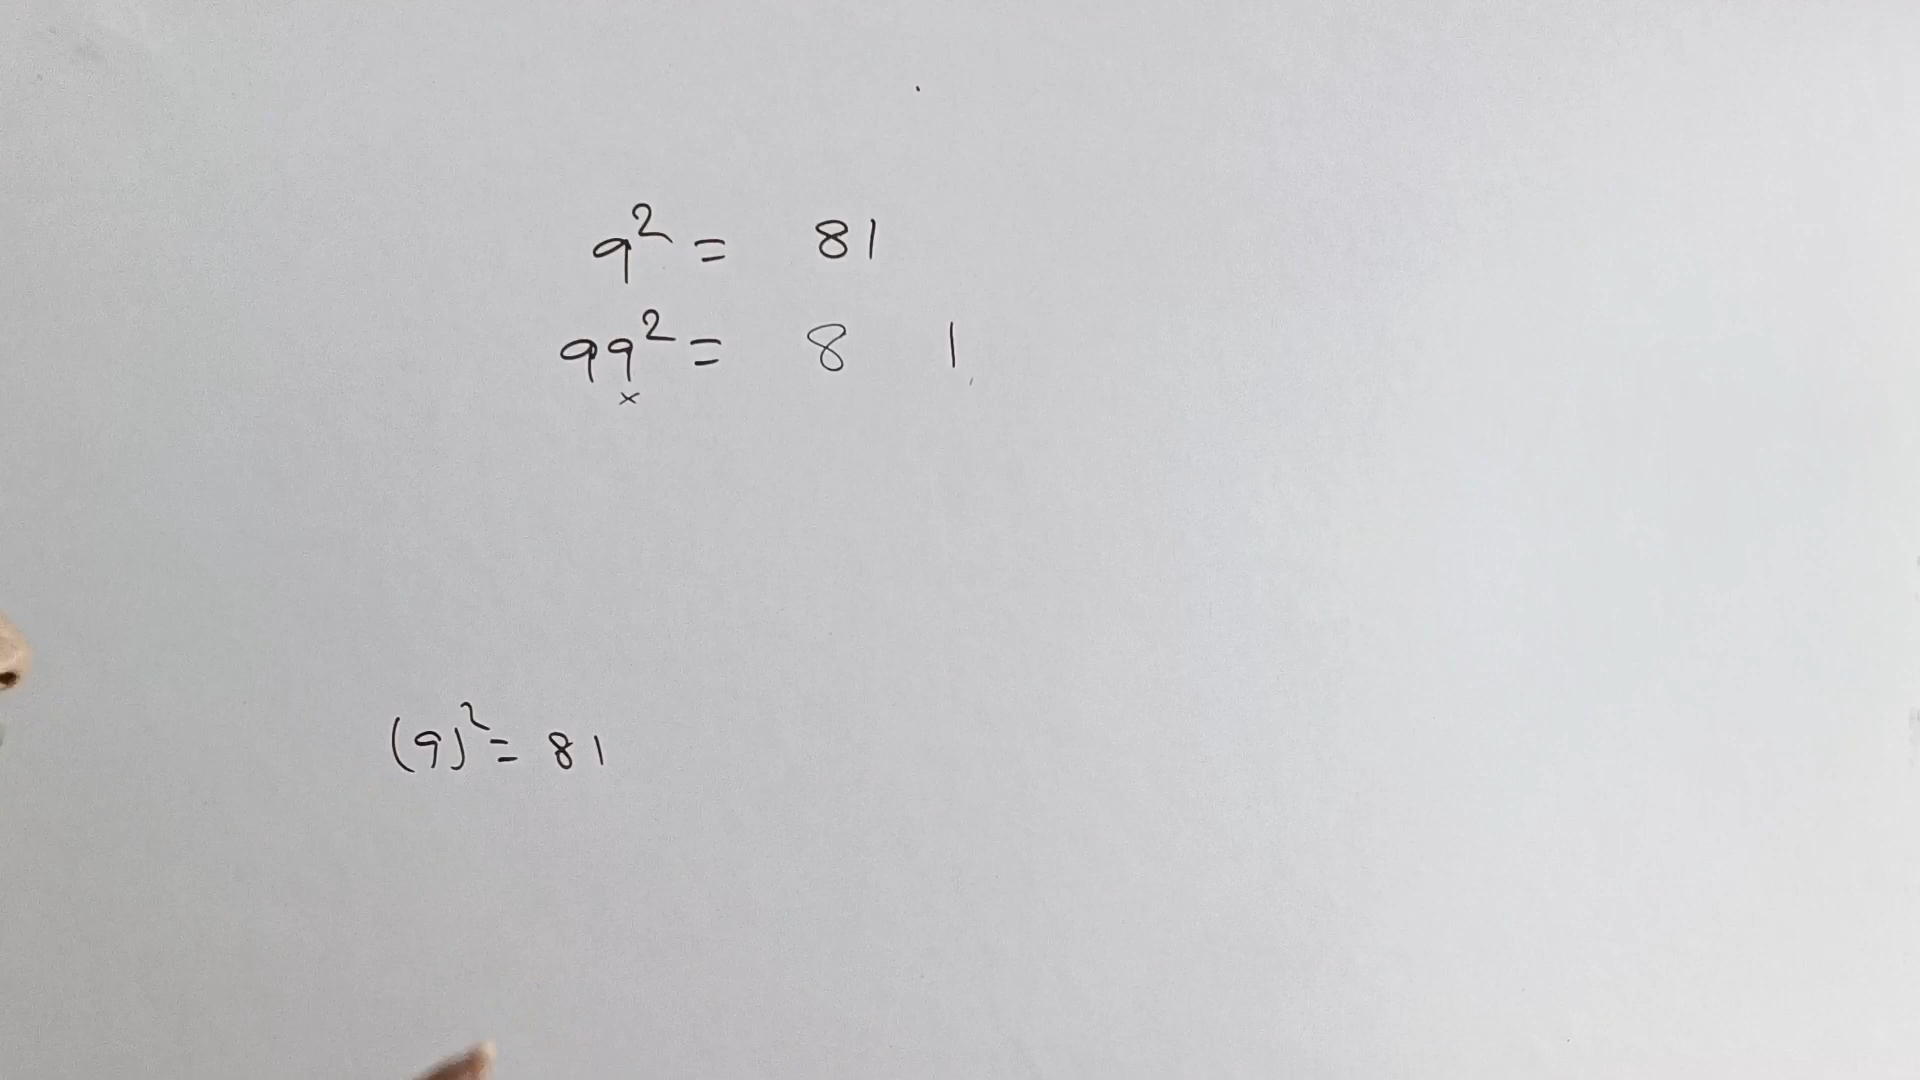 9² = 81
99² = 8 1
x
(9)² = 81